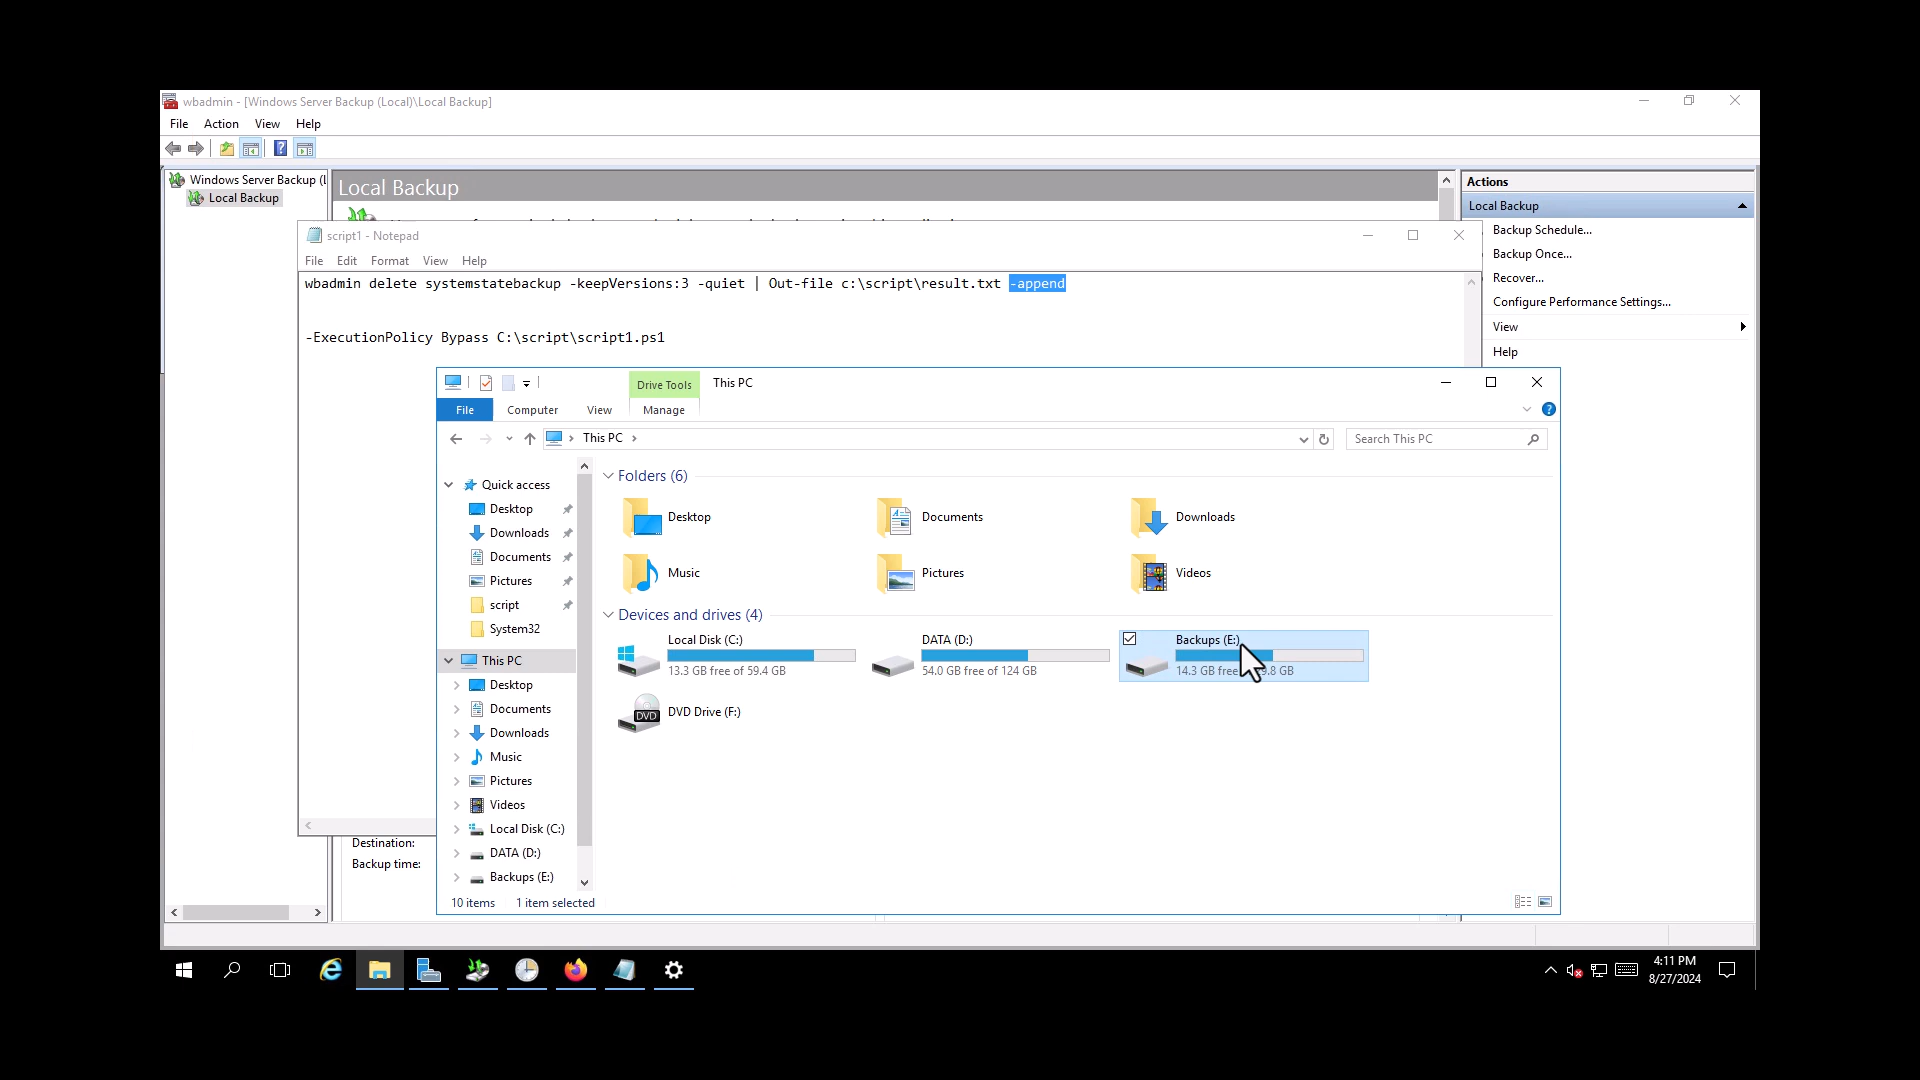 wbadmin - [Windows Server Backup (Local)\Local Backup]
File Action View Help
Windows Server Backup (L
Local Backup
Local Backup
Actions
Local Backup
Backup Schedule...
Backup Once...
Recover...
Configure Performance Settings...
View
Help
script1 - Notepad
File Edit Format View Help
wbadmin delete systemstatebackup -keepVersions:3 -quiet | Out-file c:\script\result.txt -append
-ExecutionPolicy Bypass C:\script\script1.ps1
Drive Tools This PC
File Computer View Manage
This PC
Search This PC
Quick access
Desktop
Downloads
Documents
Pictures
script
System32
This PC
Desktop
Documents
Downloads
Music
Pictures
Videos
Local Disk (C:)
DATA (D:)
Backups (E:)
Folders (6)
Desktop
Documents
Downloads
Music
Pictures
Videos
Devices and drives (4)
Local Disk (C:)
13.3 GB free of 59.4 GB
DATA (D:)
54.0 GB free of 124 GB
Backups (E:)
14.3 GB free 9.8 GB
DVD
DVD Drive (F:)
10 items 1 item selected
Destination:
Backup time:
4:11 PM
8/27/2024